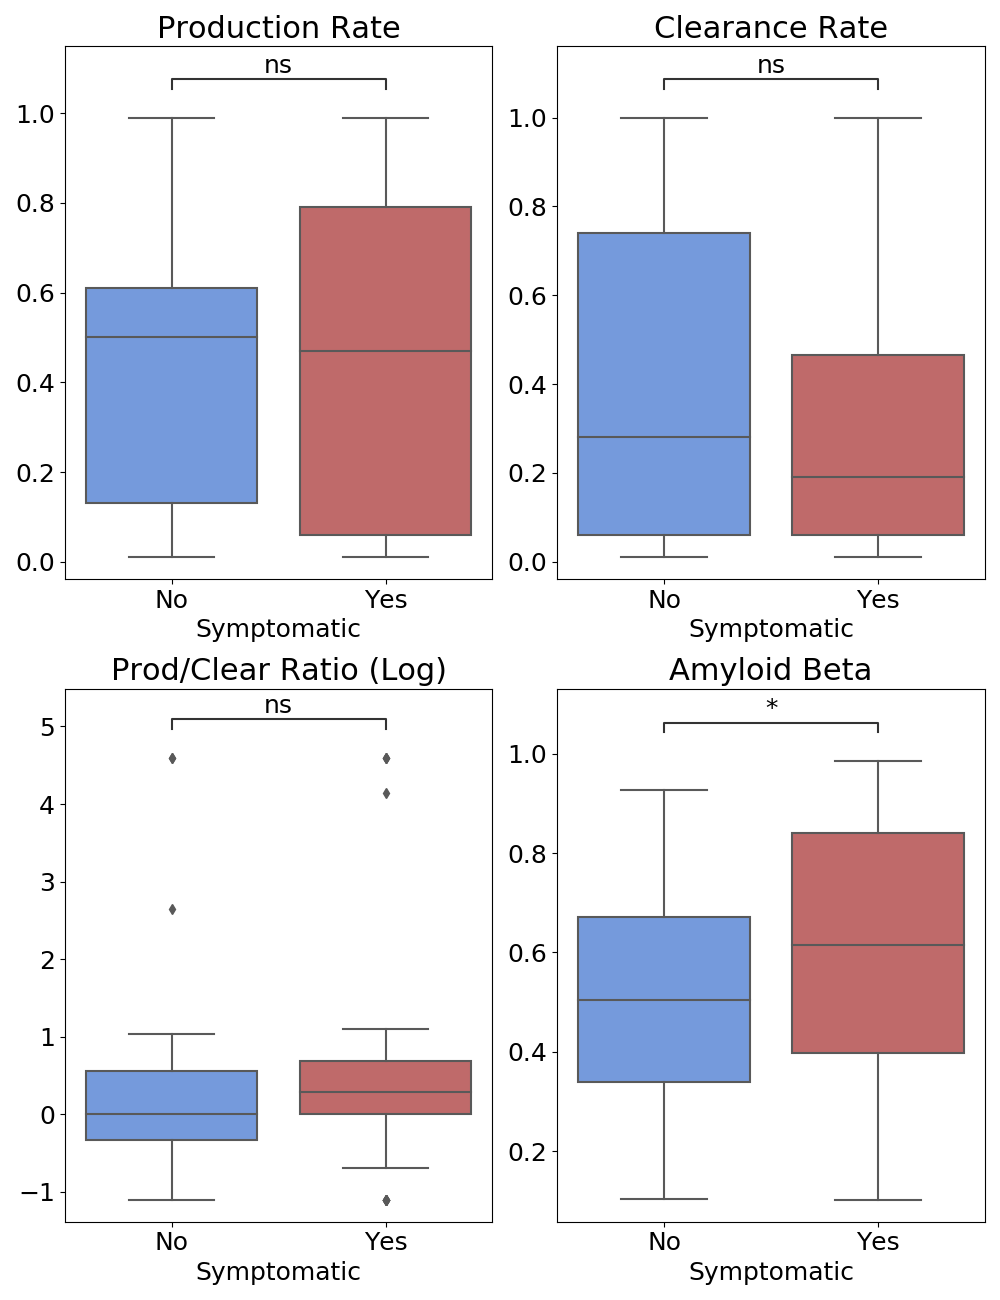 Production Rate
ns
1.0
0.8
0.6
0.4
0.2
0.0
No Yes
Symptomatic
Clearance Rate
ns
1.0
0.8
0.6
0.4
0.2
0.0
No Yes
Symptomatic
Prod/Clear Ratio (Log)
ns
5
4
3
2
1
0
−1
No Yes
Symptomatic
Amyloid Beta
*
1.0
0.8
0.6
0.4
0.2
No Yes
Symptomatic